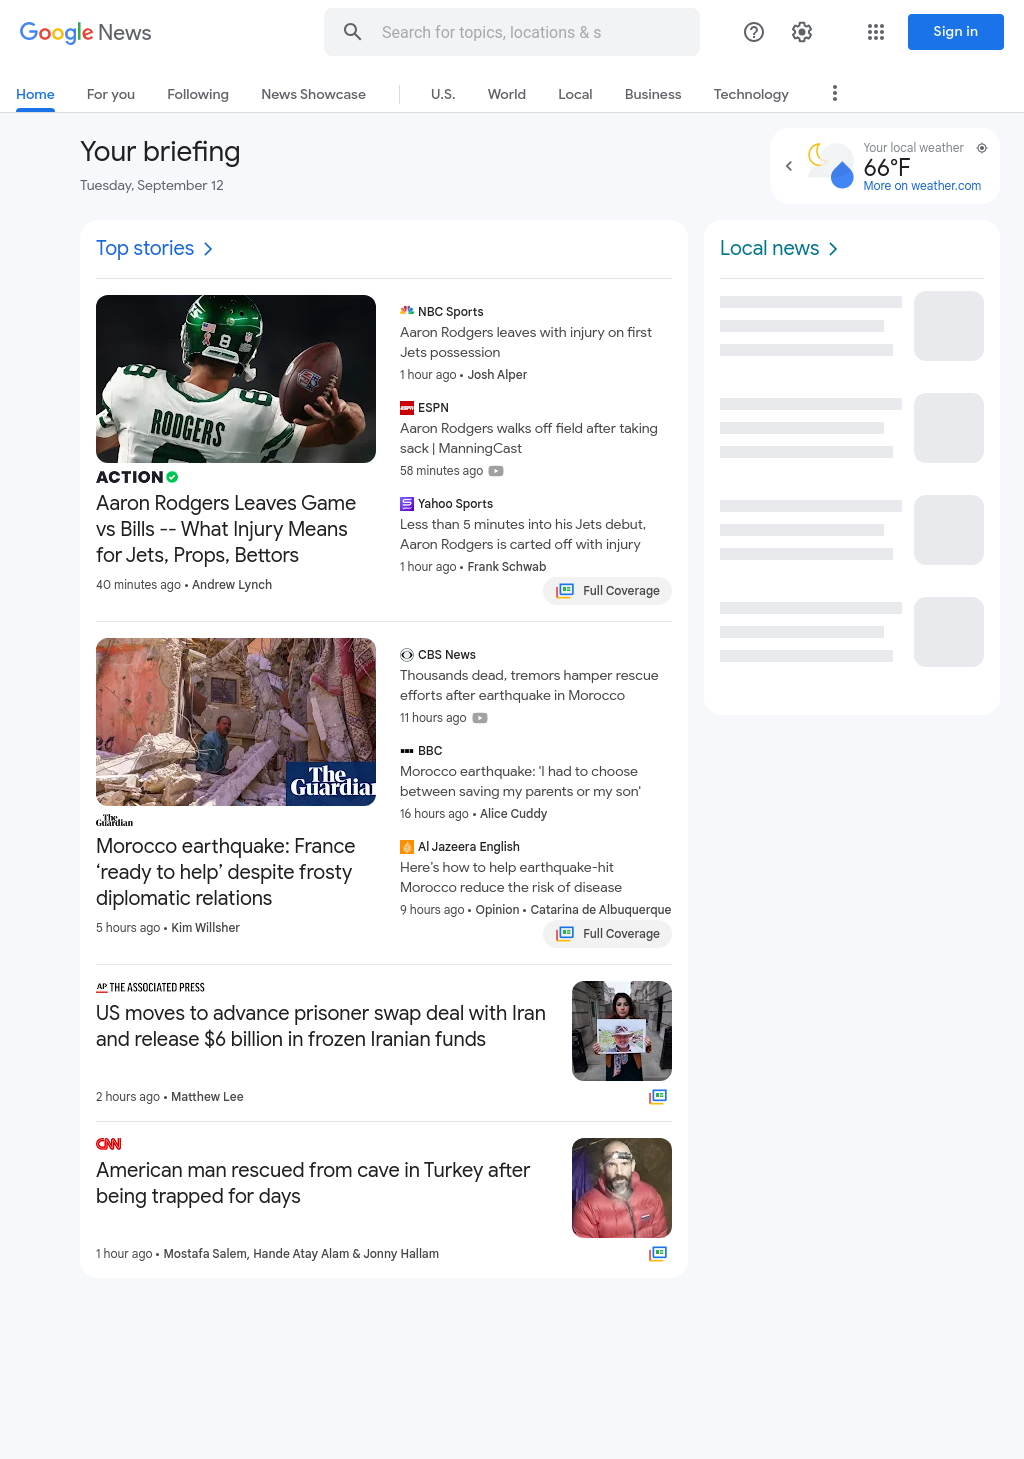 Google News
Search for topics, locations & s
Sign in
Home
For you
Following
News Showcase
U.S.
World
Local
Business
Technology
Your briefing
Tuesday, September 12
Your local weather
66°F
More on weather.com
Top stories
8
8
8
RODGERS
ACTION
Aaron Rodgers Leaves Game
vs Bills -- What Injury Means
for Jets, Props, Bettors
40 minutes ago • Andrew Lynch
NBC Sports
Aaron Rodgers leaves with injury on first
Jets possession
1 hour ago • Josh Alper
ESPN
Aaron Rodgers walks off field after taking
sack | ManningCast
58 minutes ago
Yahoo Sports
Less than 5 minutes into his Jets debut,
Aaron Rodgers is carted off with injury
1 hour ago • Frank Schwab
Full Coverage
The
Guardian
The
Guardian
Morocco earthquake: France
‘ready to help’ despite frosty
diplomatic relations
5 hours ago • Kim Willsher
CBS News
Thousands dead, tremors hamper rescue
efforts after earthquake in Morocco
11 hours ago
BBC
Morocco earthquake: 'I had to choose
between saving my parents or my son'
16 hours ago • Alice Cuddy
Al Jazeera English
Here’s how to help earthquake-hit
Morocco reduce the risk of disease
9 hours ago • Opinion • Catarina de Albuquerque
Full Coverage
AP THE ASSOCIATED PRESS
US moves to advance prisoner swap deal with Iran
and release $6 billion in frozen Iranian funds
2 hours ago • Matthew Lee
CNN
American man rescued from cave in Turkey after
being trapped for days
1 hour ago • Mostafa Salem, Hande Atay Alam & Jonny Hallam
Local news